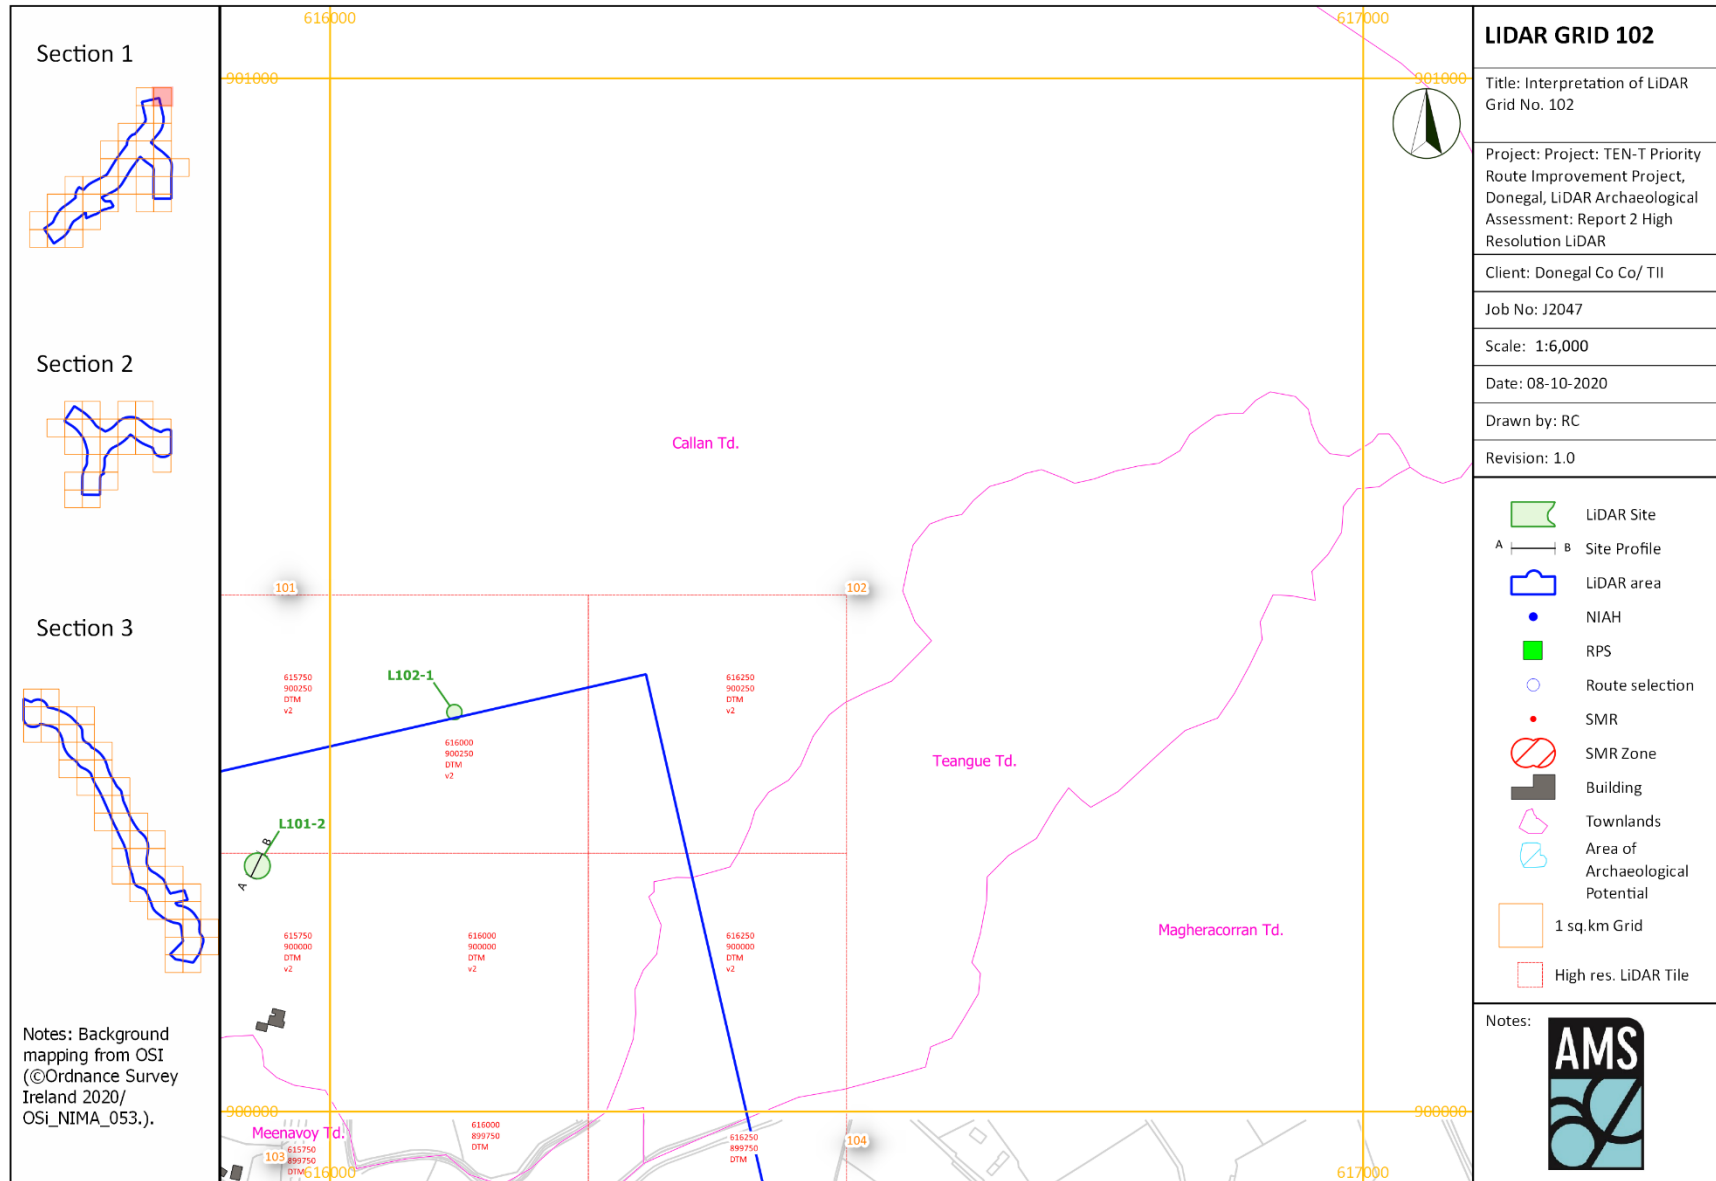 Section 1
Section 2
Section 3
Notes: Background
mapping from OSI
(©Ordnance Survey
Ireland 2020/
OSi_NIMA_053.).
616000
617000
901000
901000
Callan Td.
101
102
L102-1
615750
900250
DTM
v2
616250
900250
DTM
v2
616000
900250
DTM
v2
Teangue Td.
L101-2
A
B
615750
900000
DTM
v2
616000
900000
DTM
v2
616250
900000
DTM
v2
Magheracorran Td.
900000
900000
Meenavoy Td.
103
615750
899750
DTM
616000
899750
DTM
616250
899750
DTM
104
616000
617000
LIDAR GRID 102
Title: Interpretation of LiDAR
Grid No. 102
Project: Project: TEN-T Priority
Route Improvement Project,
Donegal, LiDAR Archaeological
Assessment: Report 2 High
Resolution LiDAR
Client: Donegal Co Co/ TII
Job No: J2047
Scale: 1:6,000
Date: 08-10-2020
Drawn by: RC
Revision: 1.0
LiDAR Site
A B Site Profile
LiDAR area
NIAH
RPS
Route selection
SMR
SMR Zone
Building
Townlands
Area of
Archaeological
Potential
1 sq.km Grid
High res. LiDAR Tile
Notes:
AMS